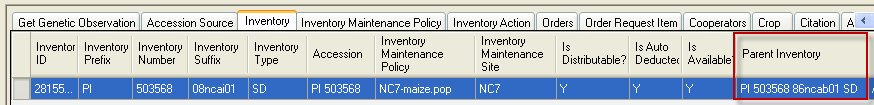 Get Genetic Observation Accession Source Inventory Inventory Maintenance Policy Inventory Action Orders Order Request Item Cooperators Crop Citation A
Inventor ID Inventory Prefix Inventory Number Inventory Suffix Inventory Type Accession Inventory Maintenance Policy Inventory Maintenance Site Is Distributable? Is Auto Deducted Is Available? Parent Inventory
28155... PI 503568 08ncai01 SD PI 503568 NC7-maize.pop NC7 Y Y Y PI 503568 86ncab01 SD